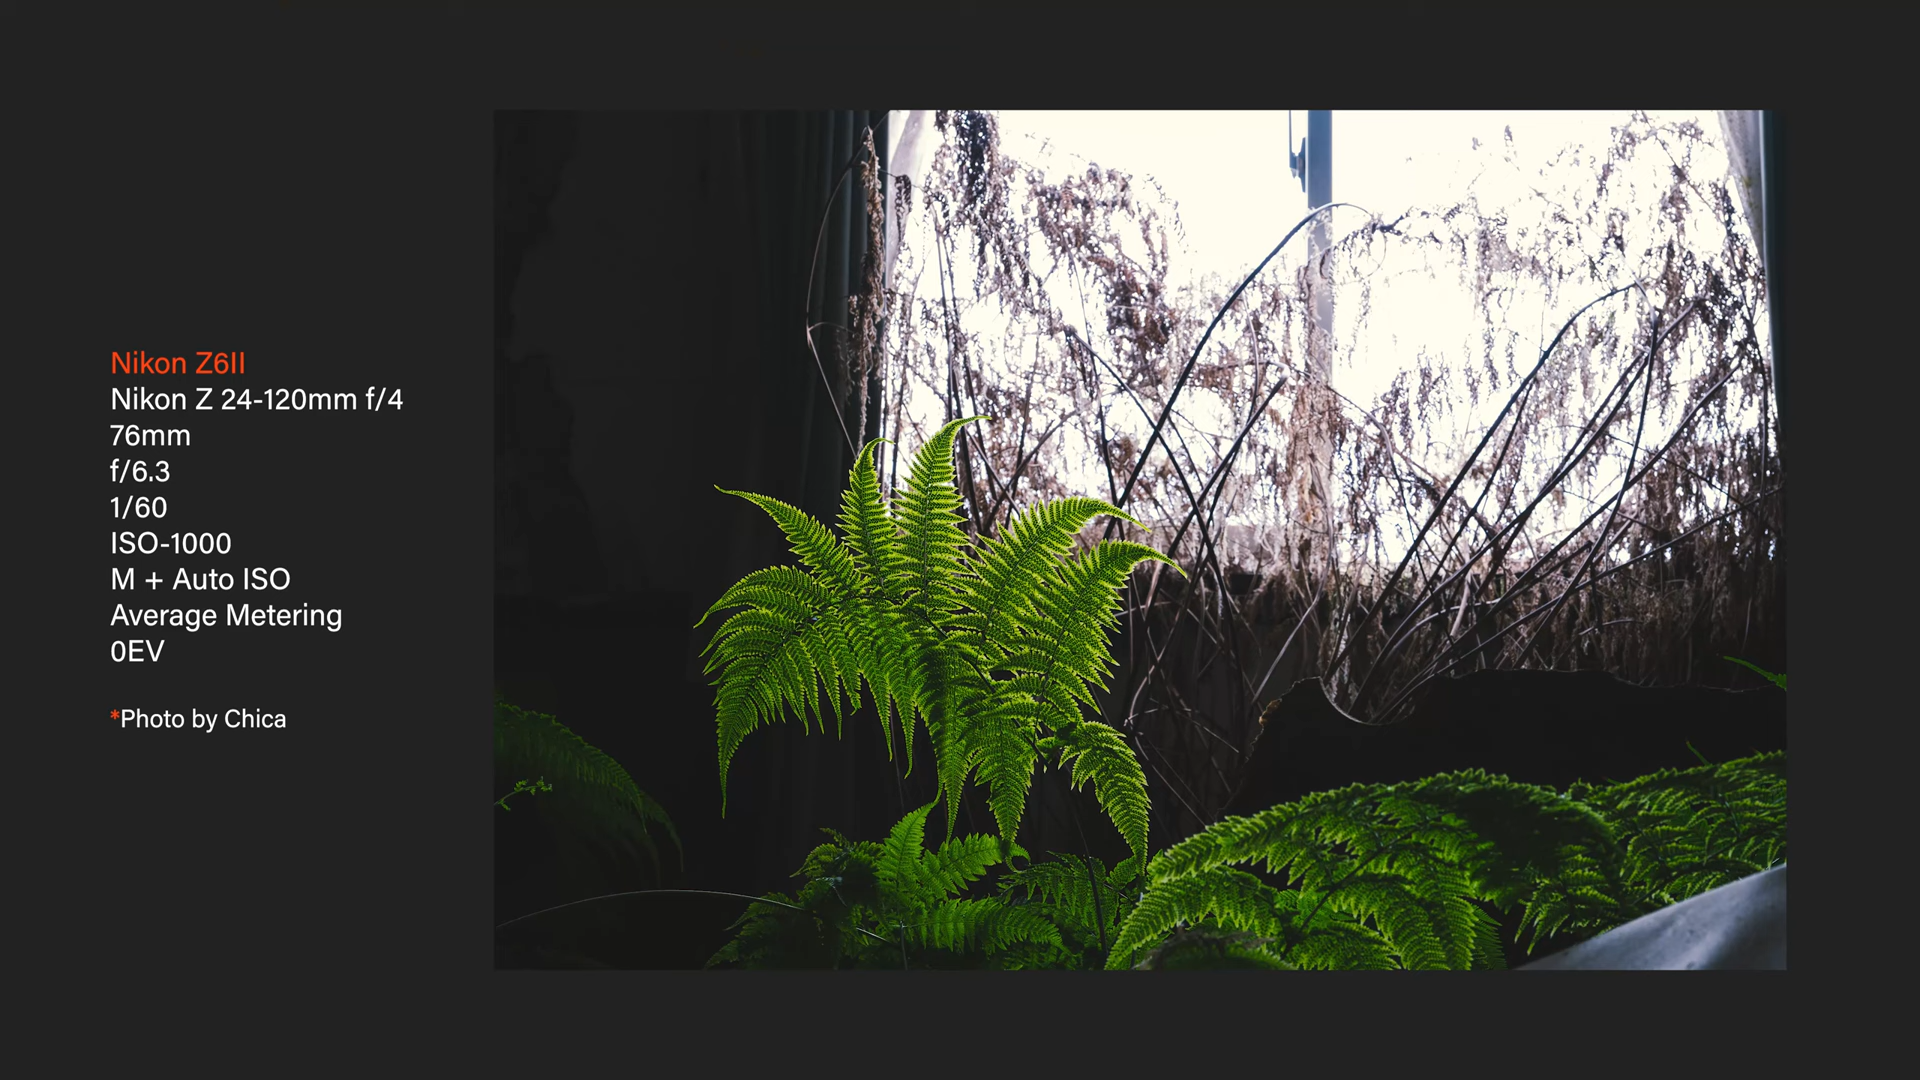 Nikon Z6II
Nikon Z 24-120mm f/4
76mm
f/6.3
1/60
ISO-1000
M + Auto ISO
Average Metering
0EV
*Photo by Chica